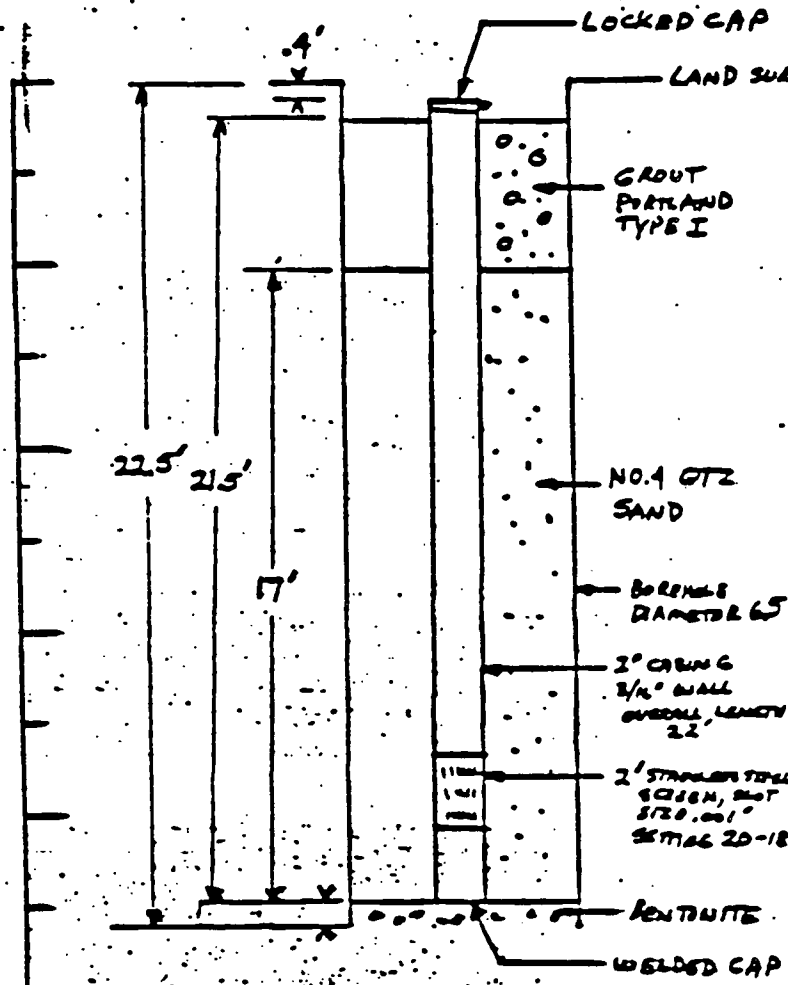 .4'
LOCKED CAP
LAND SUR
GROUT
PORTLAND
TYPE I
22.5'
21.5'
NO.4 QTZ
SAND
17'
BOREHOLE
DIAMETER 6.5
2" CASING
3/16" WALL
OVERALL, LENGTH
22
2' STAINLESS STEEL
SCREEN, SLOT
SIZE .001"
SETTING 20-18
BENTONITE
WELDED CAP